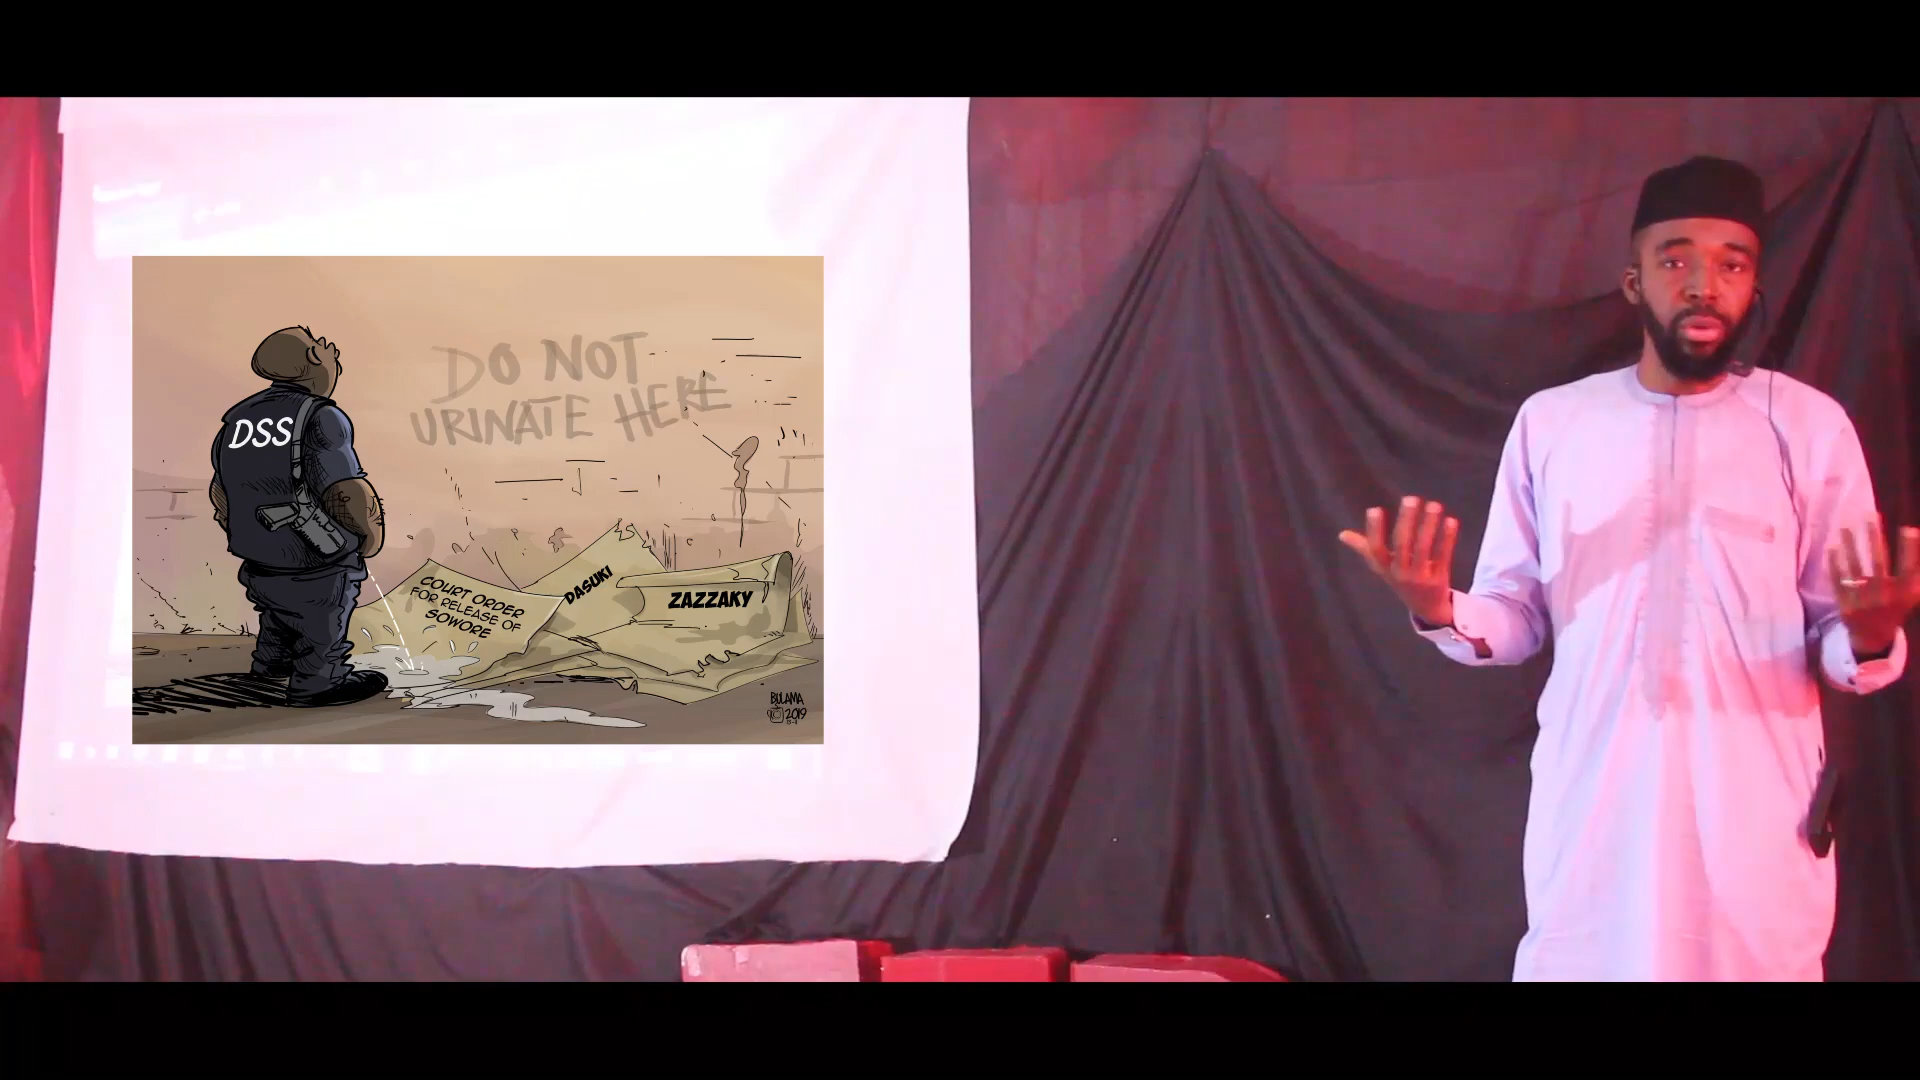 DO NOT
URINATE HERE
DSS
COURT ORDER
FOR RELEASE OF
SOWORE
DASUKI
ZAZZAKY
BULAMA
2019